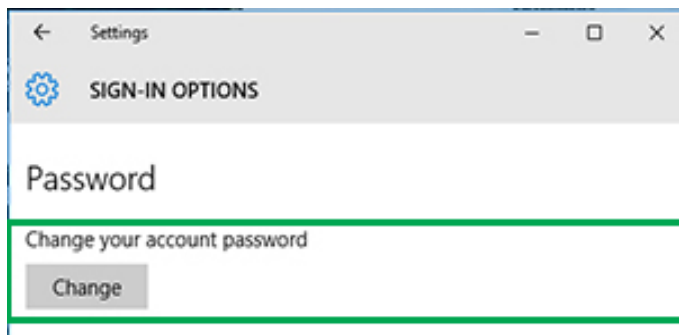 Settings
SIGN-IN OPTIONS
Password
Change your account password
Change